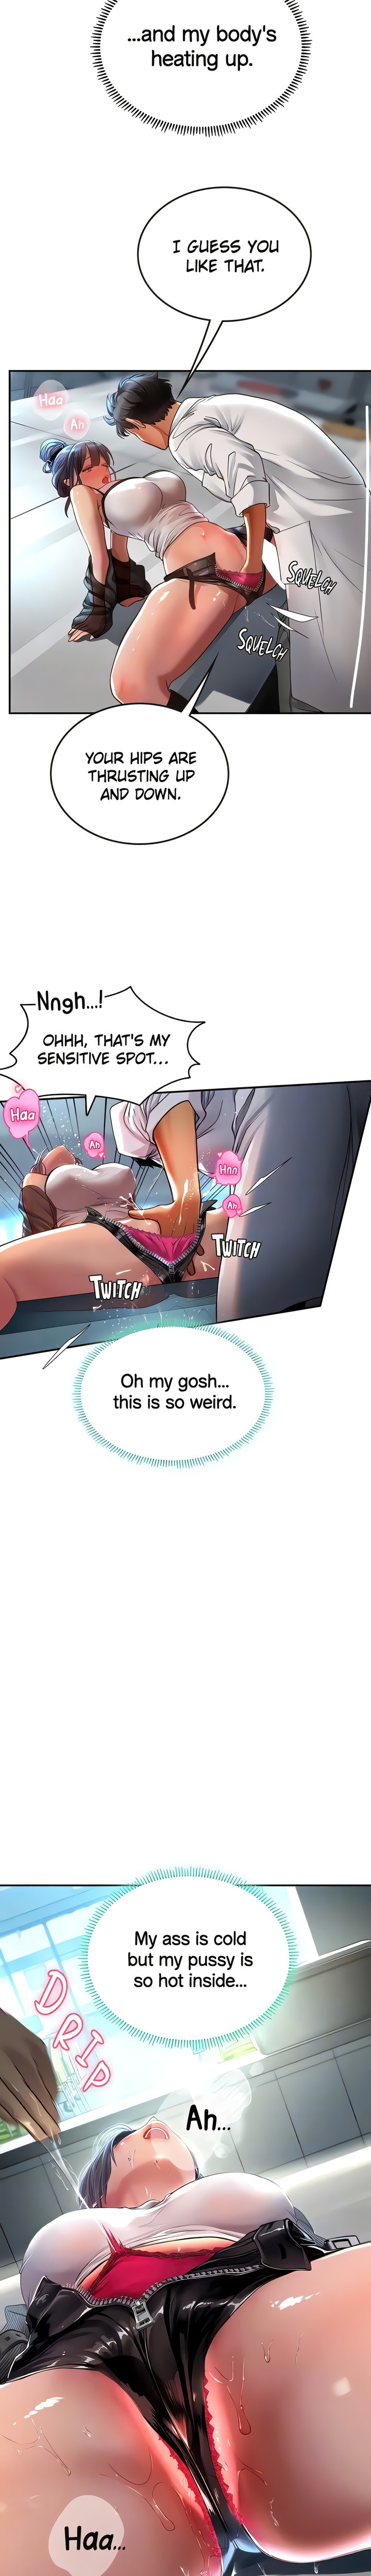 ...and my body's
heating up.
I GUESS YOU
LIKE THAT.
Haa
Ah
SQUELCH
SQUELCH
YOUR HIPS ARE
THRUSTING UP
AND DOWN.
Nngh...!
OHHH, THAT'S MY
SENSITIVE SPOT...
Haa
Ah
Hnn
Ah
TWITCH
TWITCH
Oh my gosh...
this is so weird.
My ass is cold
but my pussy is
so hot inside...
DRIP
Ah...
Haa...